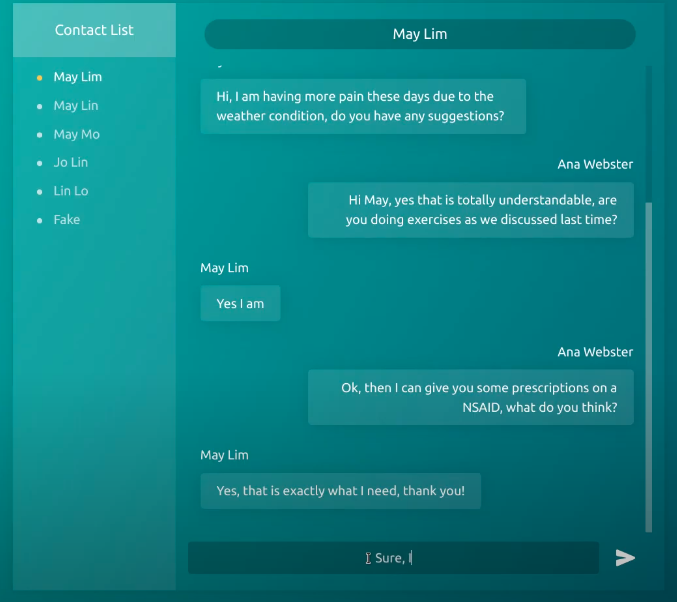 Contact List
May Lim
May Lin
May Mo
Jo Lin
Lin Lo
Fake
May Lim
Hi, I am having more pain these days due to the
weather condition, do you have any suggestions?
Ana Webster
Hi May, yes that is totally understandable, are
you doing exercises as we discussed last time?
May Lim
Yes I am
Ana Webster
Ok, then I can give you some prescriptions on a
NSAID, what do you think?
May Lim
Yes, that is exactly what I need, thank you!
Sure, I